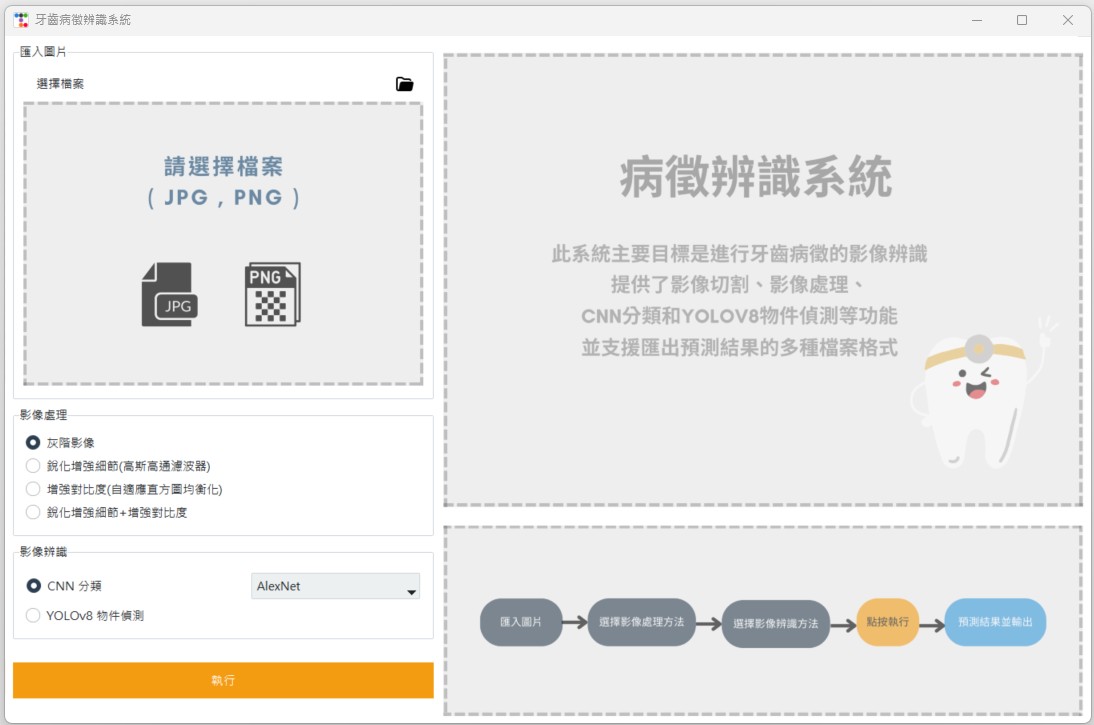 牙齒病徵辨識系統
匯入圖片
選擇檔案
請選擇檔案
( JPG , PNG )
JPG
PNG
影像處理
灰階影像
銳化增強細節(高斯高通濾波器)
增強對比度(自適應直方圖均衡化)
銳化增強細節+增強對比度
影像辨識
CNN 分類
AlexNet
YOLOv8 物件偵測
執行
病徵辨識系統
此系統主要目標是進行牙齒病徵的影像辨識
提供了影像切割、影像處理、
CNN分類和YOLOV8物件偵測等功能
並支援匯出預測結果的多種檔案格式
匯入圖片
選擇影像處理方法
選擇影像辨識方法
點按執行
預測結果並輸出